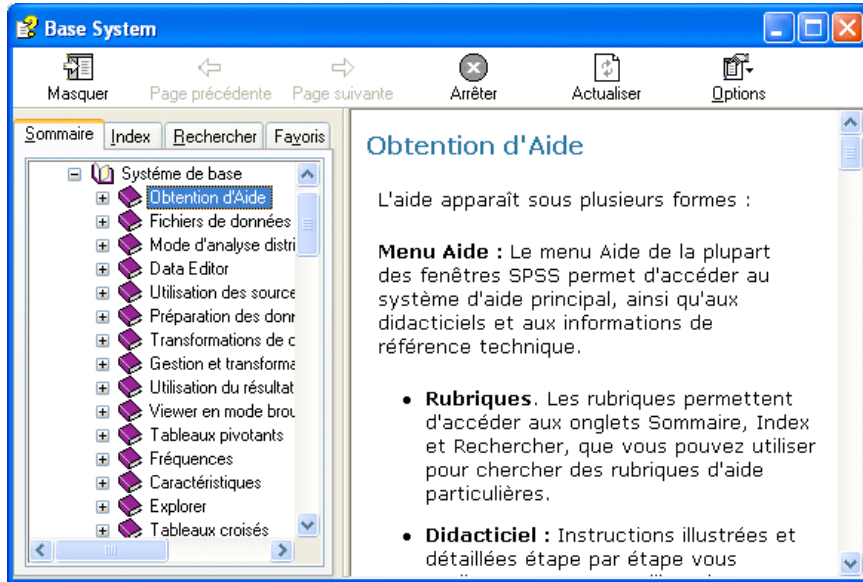 Base System
Masquer
Page précédente
Page suivante
Arrêter
Actualiser
Options
Sommaire
Index
Rechercher
Favoris
Systéme de base
Obtention d'Aide
Fichiers de données
Mode d'analyse distri
Data Editor
Utilisation des source
Préparation des donr
Transformations de c
Gestion et transforma
Utilisation du résultat
Viewer en mode brou
Tableaux pivotants
Fréquences
Caractéristiques
Explorer
Tableaux croisés
Obtention d'Aide
L'aide apparaît sous plusieurs formes :
Menu Aide : Le menu Aide de la plupart
des fenêtres SPSS permet d'accéder au
système d'aide principal, ainsi qu'aux
didacticiels et aux informations de
référence technique.
• Rubriques. Les rubriques permettent
d'accéder aux onglets Sommaire, Index
et Rechercher, que vous pouvez utiliser
pour chercher des rubriques d'aide
particulières.
• Didacticiel : Instructions illustrées et
détaillées étape par étape vous